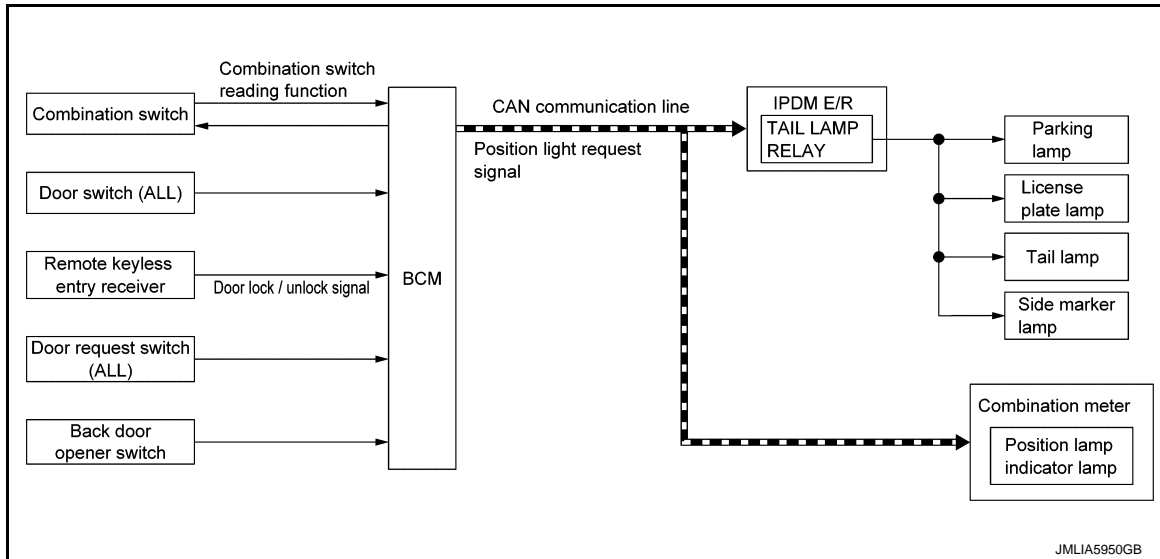 Combination switch
reading function
Combination switch
Door switch (ALL)
Remote keyless
entry receiver
Door lock / unlock signal
Door request switch
(ALL)
Back door
opener switch
BCM
CAN communication line
Position light request
signal
IPDM E/R
TAIL LAMP
RELAY
Parking
lamp
License
plate lamp
Tail lamp
Side marker
lamp
Combination meter
Position lamp
indicator lamp
JMLIA5950GB